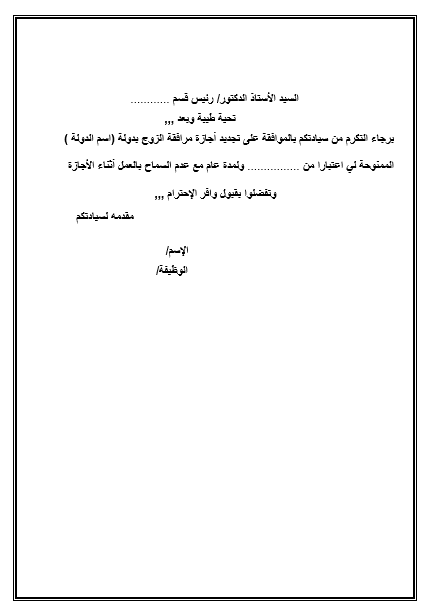 السيد الأستاذ الدكتور/ رئيس قسم ............
تحية طيبة وبعد ,,,
برجاء التكرم من سيادتكم بالموافقة على تجديد أجازة مرافقة الزوج بدولة (اسم الدولة )
الممنوحة لي اعتبارا من ................ ولمدة عام مع عدم السماح بالعمل أثناء الأجازة
وتفضلوا بقبول وافر الإحترام ,,,
مقدمه لسيادتكم
الإسم/
الوظيفة/